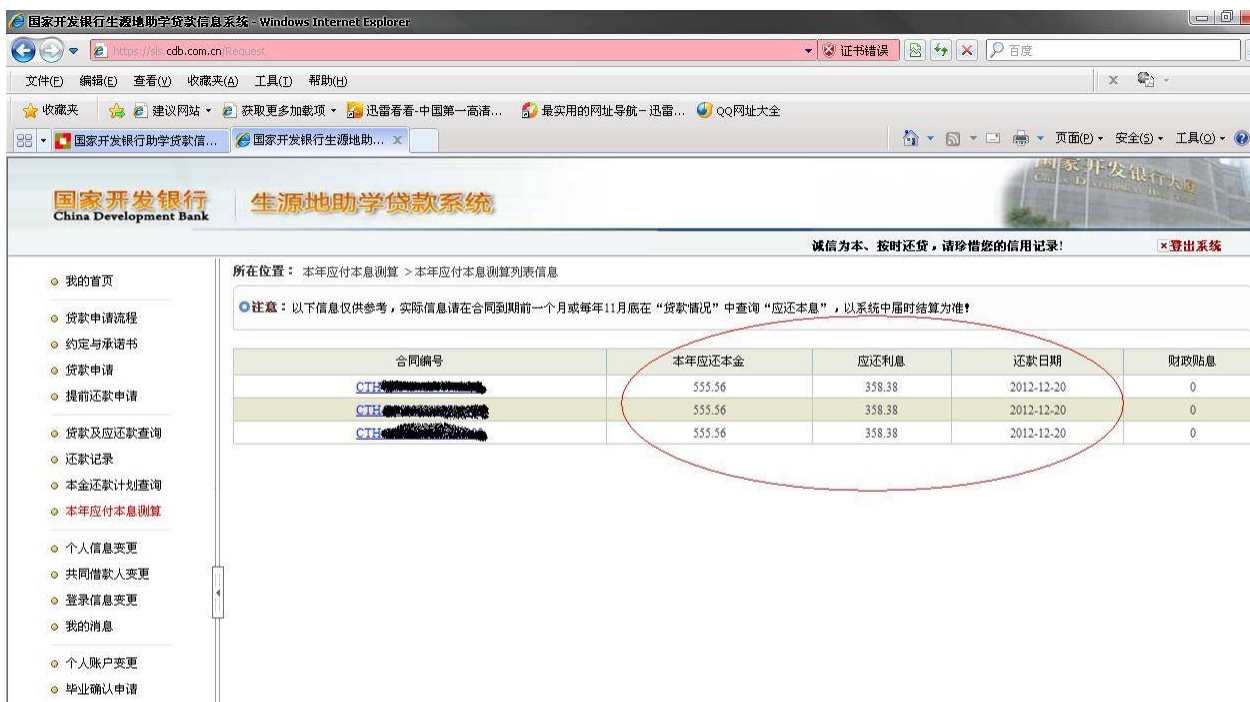 国家开发银行生源地助学贷款信息系统 - Windows Internet Explorer
https://sls.cdb.com.cn/Request 证书错误 百度
文件(F) 编辑(E) 查看(V) 收藏夹(A) 工具(T) 帮助(H)
收藏夹 建议网站 获取更多加载项 迅雷看看-中国第一高清... 最实用的网址导航-迅雷... QQ网址大全
国家开发银行助学贷款信... 国家开发银行生源地助... 页面(P) 安全(S) 工具(O)
国家开发银行 生源地助学贷款系统
China Development Bank
诚信为本、按时还贷，请珍惜您的信用记录! 登出系统
所在位置： 本年应付本息测算 >本年应付本息测算列表信息
注意：以下信息仅供参考，实际信息请在合同到期前一个月或每年11月底在“贷款情况”中查询“应还本息”，以系统中届时结算为准!
合同编号 本年应还本金 应还利息 还款日期 财政贴息
CTH 555.56 358.38 2012-12-20 0
CTH 555.56 358.38 2012-12-20 0
CTH 555.56 358.38 2012-12-20 0
我的首页
贷款申请流程
约定与承诺书
贷款申请
提前还款申请
贷款及应还款查询
还款记录
本金还款计划查询
本年应付本息测算
个人信息变更
共同借款人变更
登录信息变更
我的消息
个人账户变更
毕业确认申请